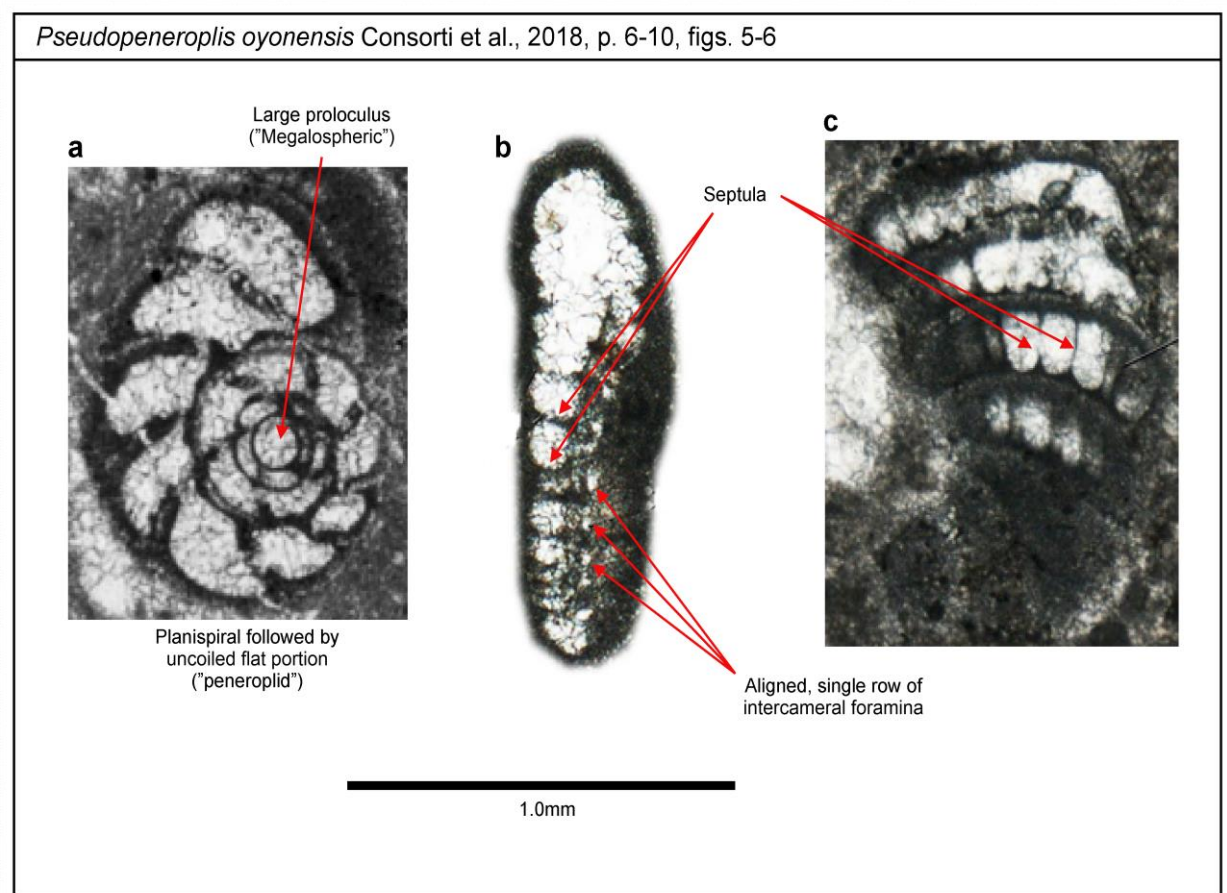 Pseudopeneroplis oyonensis Consorti et al., 2018, p. 6-10, figs. 5-6
Large proloculus
("Megalospheric")
a
b
c
Septula
Planispiral followed by
uncoiled flat portion
("peneroplid")
Aligned, single row of
intercameral foramina
1.0mm